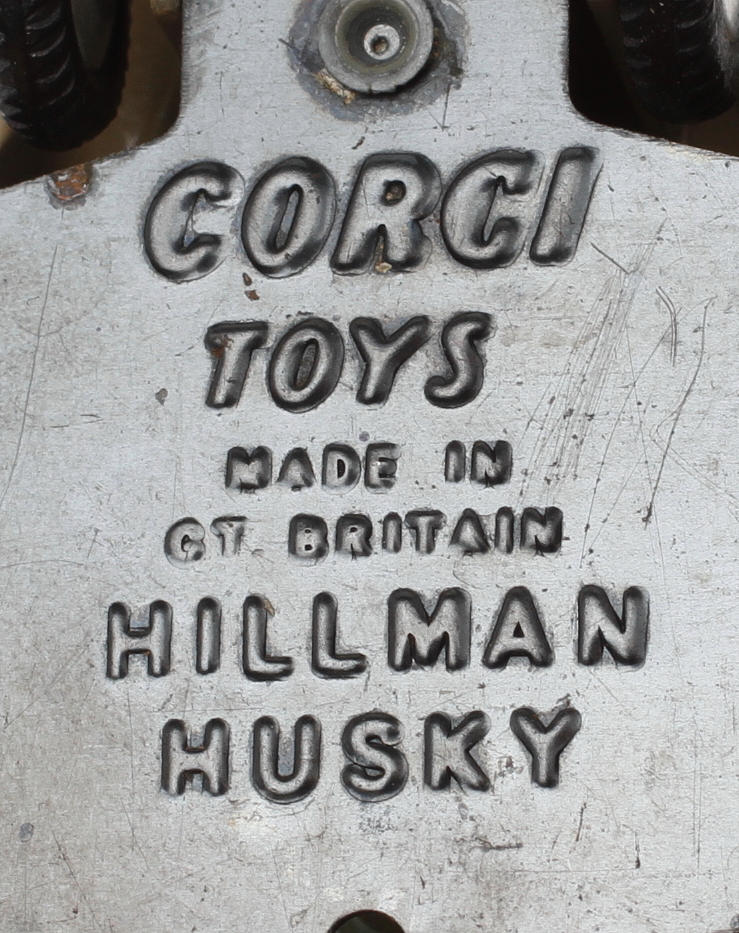 CORGI
TOYS
MADE IN
GT. BRITAIN
HILLMAN
HUSKY